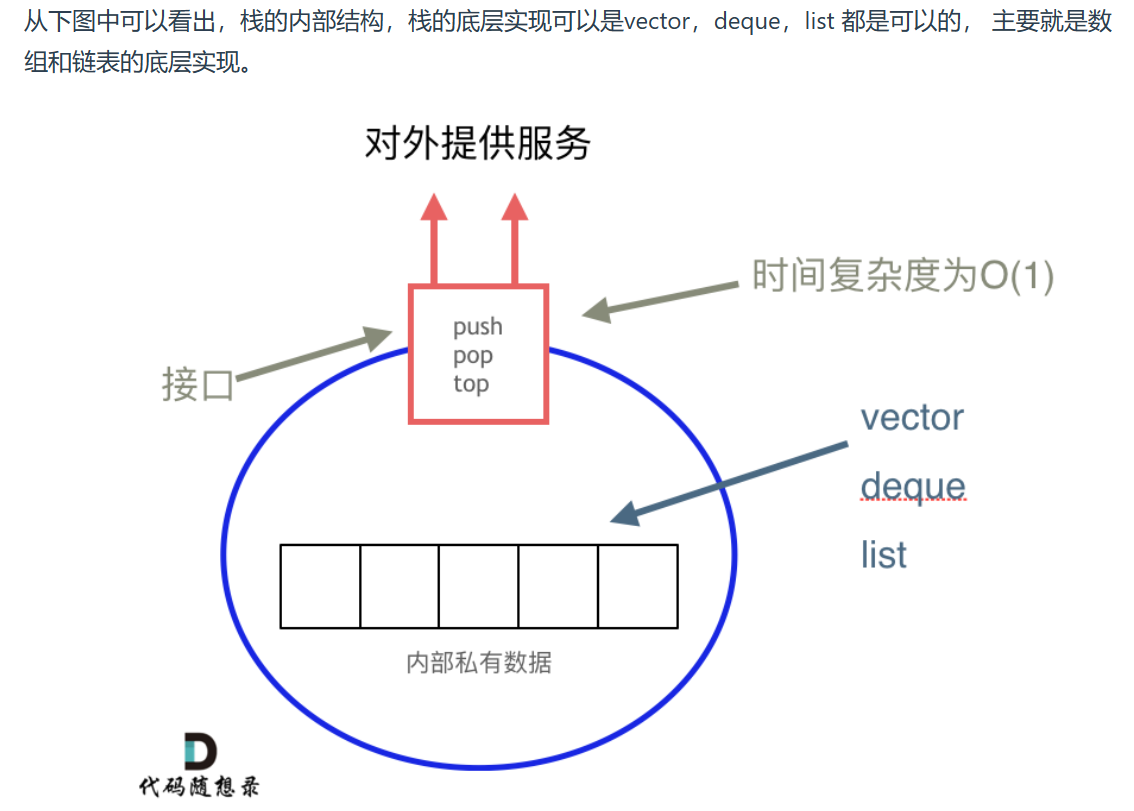 从下图中可以看出，栈的内部结构，栈的底层实现可以是vector，deque，list 都是可以的， 主要就是数
组和链表的底层实现。
对外提供服务
时间复杂度为O(1)
push
pop
top
接口
vector
deque
list
内部私有数据
代码随想录